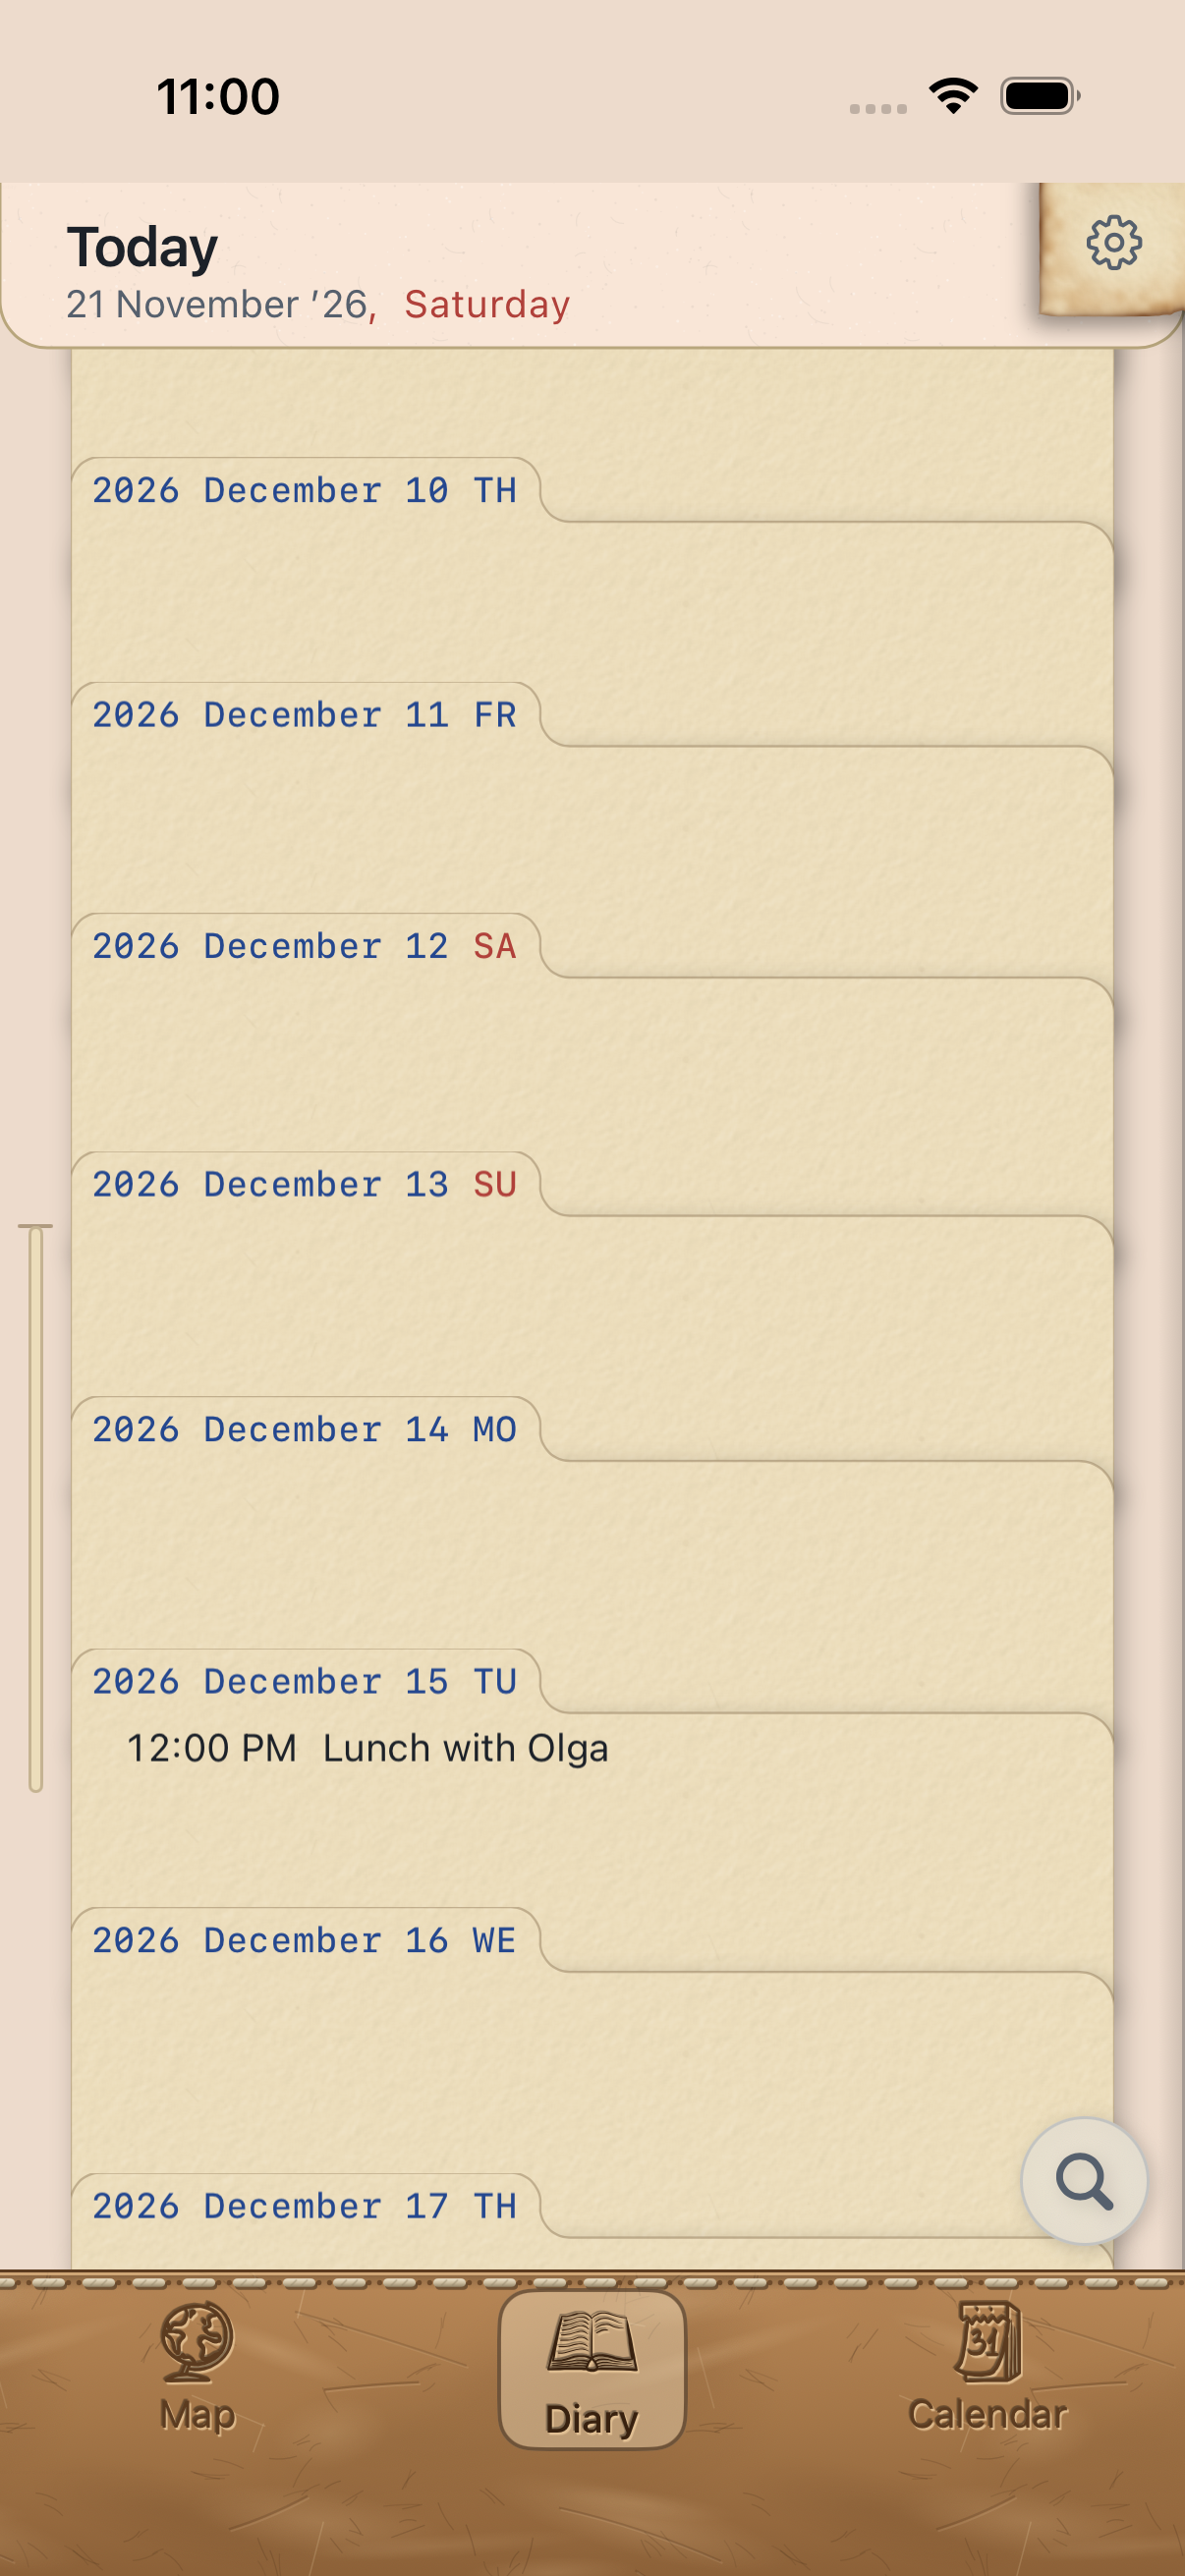 11:00
Today
21 November ’26, Saturday
2026 December 10 TH
2026 December 11 FR
2026 December 12 SA
2026 December 13 SU
2026 December 14 MO
2026 December 15 TU
12:00 PM Lunch with Olga
2026 December 16 WE
2026 December 17 TH
Map
Diary
31
Calendar